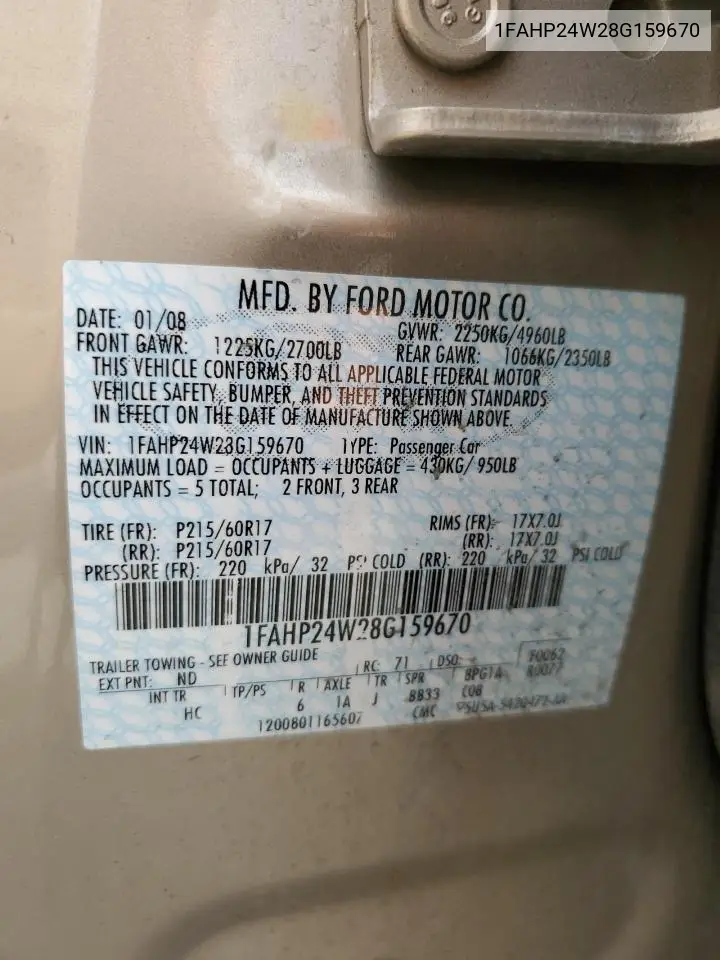 1FAHP24W28G159670
MFD. BY FORD MOTOR CO.
DATE: 01/08 GVWR: 2250KG/4960LB
FRONT GAWR: 1225KG/2700LB REAR GAWR: 1066KG/2350LB
THIS VEHICLE CONFORMS TO ALL APPLICABLE FEDERAL MOTOR
VEHICLE SAFETY, BUMPER, AND THEFT PREVENTION STANDARDS
IN EFFECT ON THE DATE OF MANUFACTURE SHOWN ABOVE.
VIN: 1FAHP24W28G159670 TYPE: Passenger Car
MAXIMUM LOAD = OCCUPANTS + LUGGAGE = 430KG/ 950LB
OCCUPANTS = 5 TOTAL; 2 FRONT, 3 REAR
TIRE (FR): P215/60R17 RIMS (FR): 17X7.0J
(RR): P215/60R17 (RR): 17X7.0J
PRESSURE (FR): 220 kPa/ 32 PSI COLD (RR): 220 kPa/ 32 PSI COLD
1FAHP24W28G159670
TRAILER TOWING - SEE OWNER GUIDE
EXT PNT: ND RC: 71 DSO: F0062
INT TR TP/PS R AXLE TR SPR BPG1A R0077
HC 6 1A J BB33 COB
1200801165607 CMC